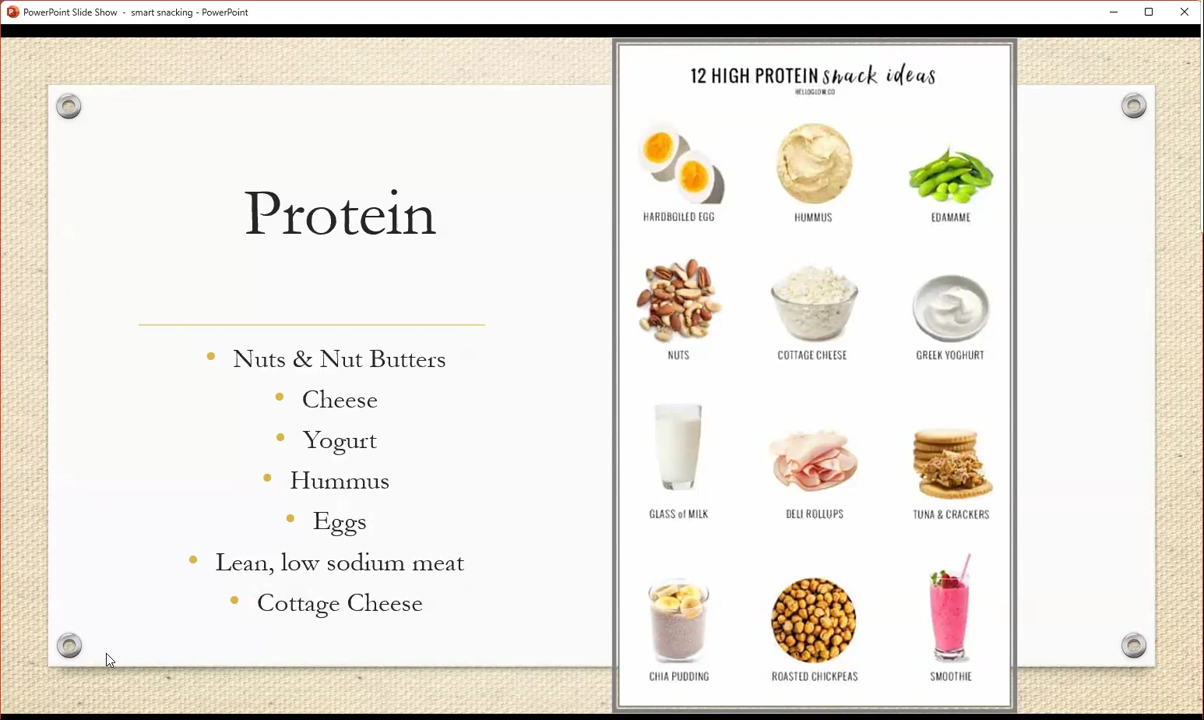 PowerPoint Slide Show - smart snacking - PowerPoint
Protein
Nuts & Nut Butters
Cheese
Yogurt
Hummus
Eggs
Lean, low sodium meat
Cottage Cheese
12 HIGH PROTEIN snack ideas
HELLOGLOW.CO
HARDBOILED EGG
HUMMUS
EDAMAME
NUTS
COTTAGE CHEESE
GREEK YOGHURT
GLASS of MILK
DELI ROLLUPS
TUNA & CRACKERS
CHIA PUDDING
ROASTED CHICKPEAS
SMOOTHIE